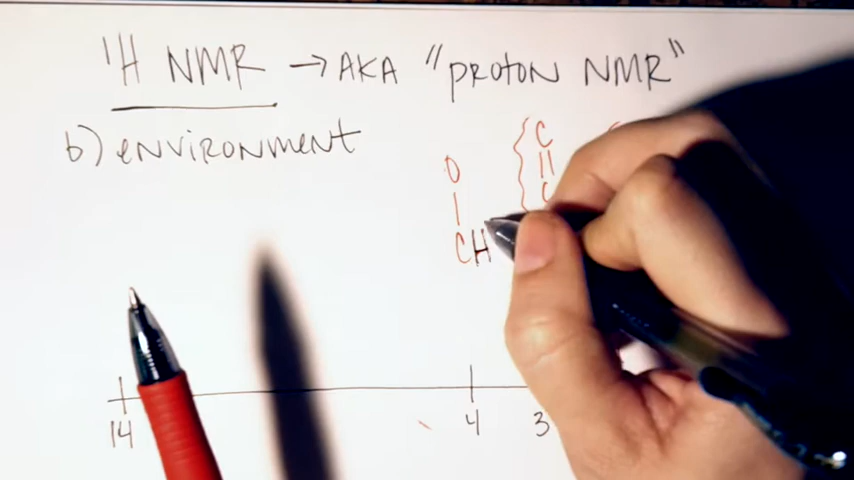 ¹H NMR → AKA "PROTON NMR"
b) ENVIRONMENT
C
||
C
O
|
CH
14 4 3